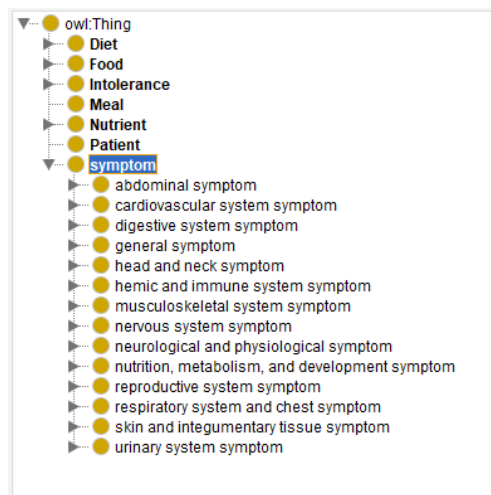 owl:Thing
Diet
Food
Intolerance
Meal
Nutrient
Patient
symptom
abdominal symptom
cardiovascular system symptom
digestive system symptom
general symptom
head and neck symptom
hemic and immune system symptom
musculoskeletal system symptom
nervous system symptom
neurological and physiological symptom
nutrition, metabolism, and development symptom
reproductive system symptom
respiratory system and chest symptom
skin and integumentary tissue symptom
urinary system symptom